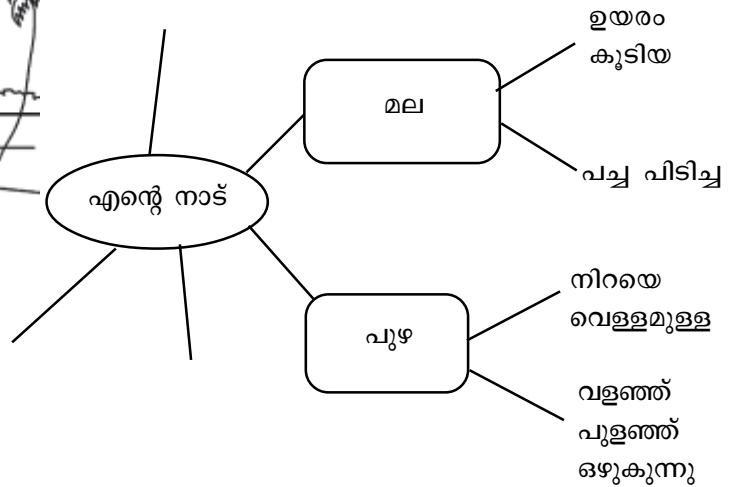 ഉയരം
കൂടിയ
മല
പച്ച പിടിച്ച
എന്റെ നാട്
നിറയെ
വെള്ളമുള്ള
പുഴ
വളഞ്ഞ്
പുളഞ്ഞ്
ഒഴുകുന്നു